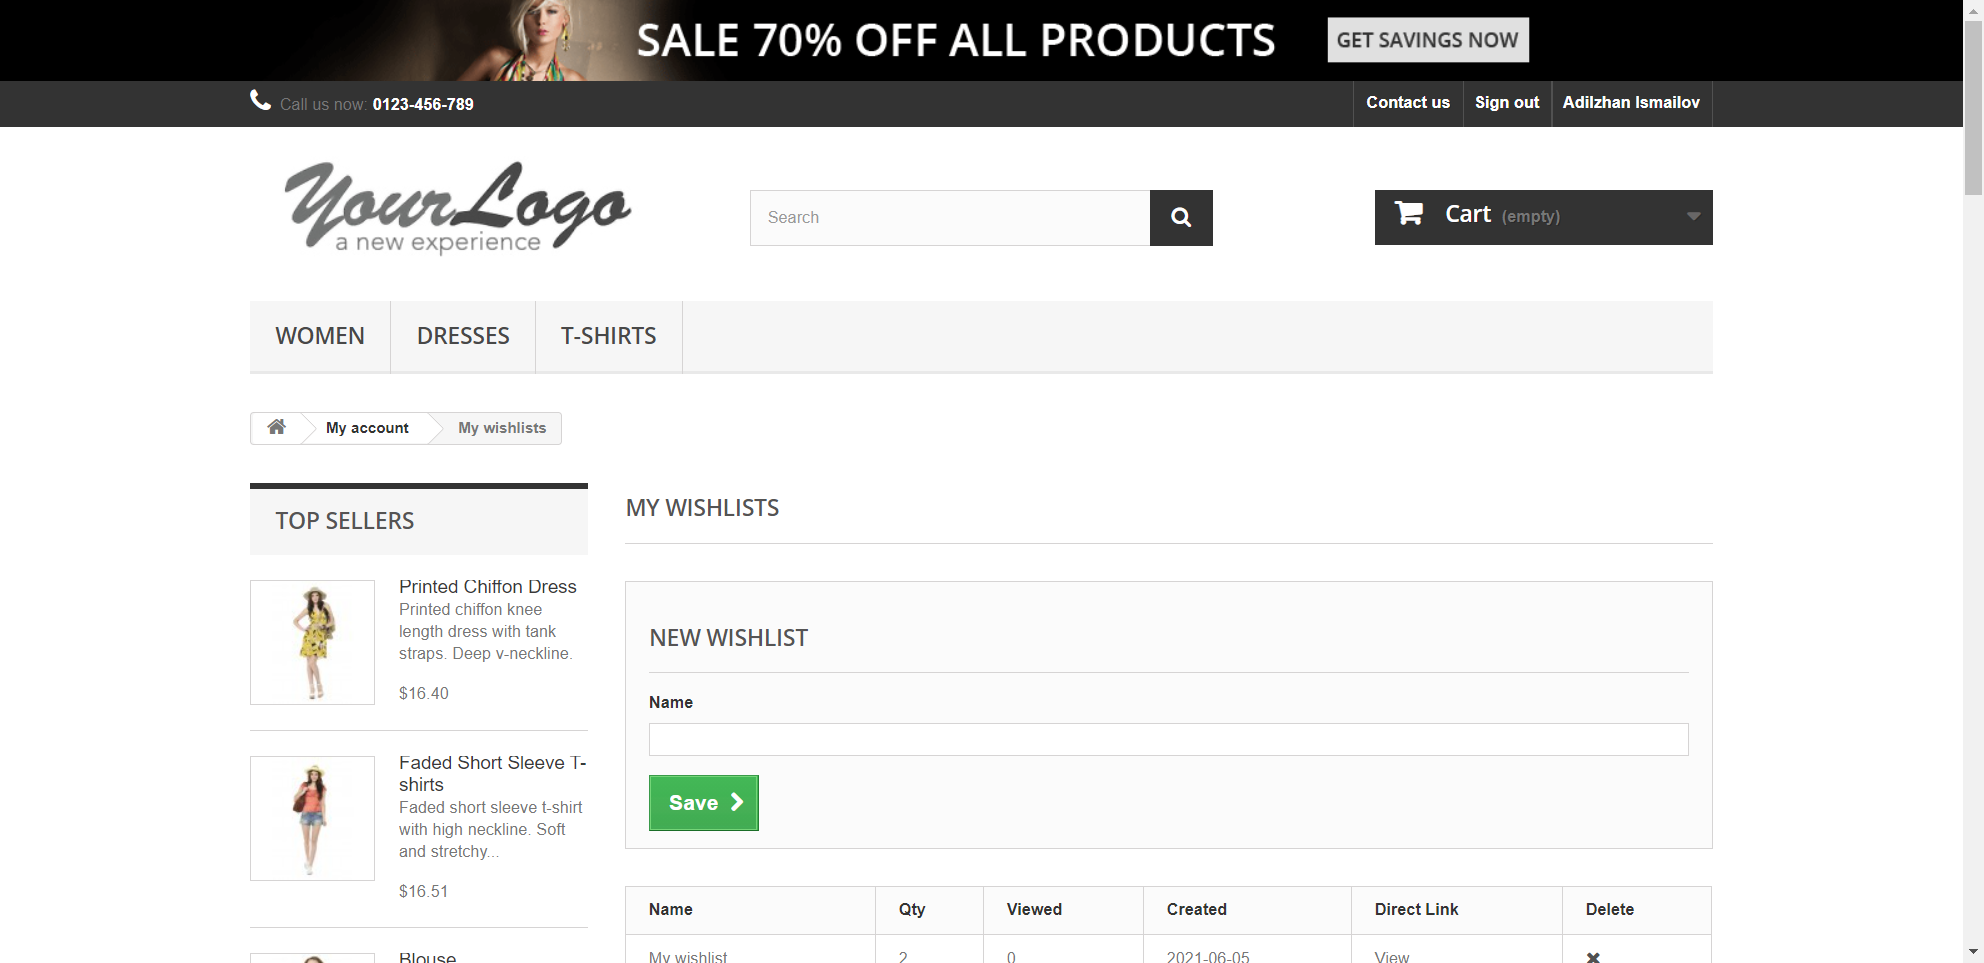 SALE 70% OFF ALL PRODUCTS GET SAVINGS NOW
Call us now: 0123-456-789 Contact us Sign out Adilzhan Ismailov
YourLogo
a new experience
Search
Cart (empty)
WOMEN DRESSES T-SHIRTS
My account My wishlists
TOP SELLERS
Printed Chiffon Dress
Printed chiffon knee
length dress with tank
straps. Deep v-neckline.
$16.40
Faded Short Sleeve T-
shirts
Faded short sleeve t-shirt
with high neckline. Soft
and stretchy...
$16.51
Blouse
MY WISHLISTS
NEW WISHLIST
Name
Save
Name Qty Viewed Created Direct Link Delete
My wishlist 2 0 2021-06-05 View